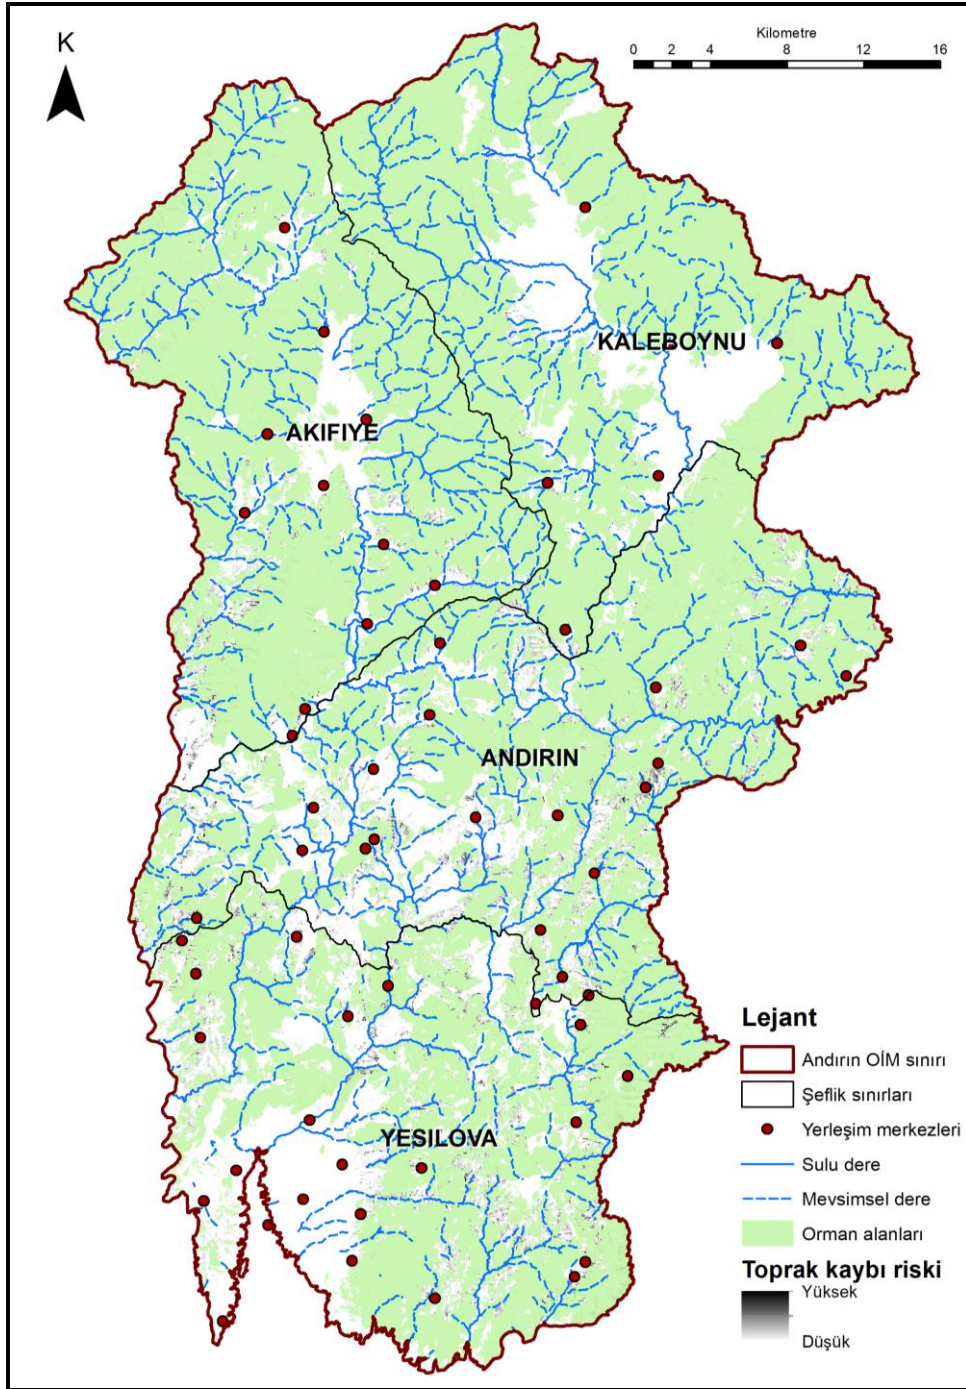 K
Kilometre
0 2 4 8 12 16
KALEBOYNU
AKIFIYE
ANDIRIN
YESILOVA
Lejant
Andırın OİM sınırı
Şeflik sınırları
Yerleşim merkezleri
Sulu dere
Mevsimsel dere
Orman alanları
Toprak kaybı riski
Yüksek
Düşük